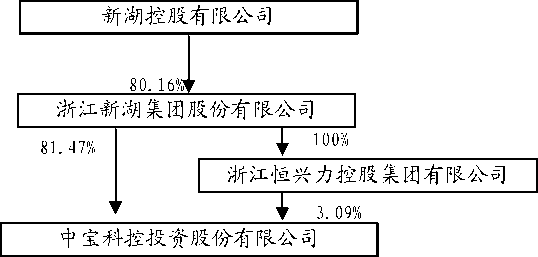 新湖控股有限公司
80.16%
浙江新湖集团股份有限公司
81.47%
100%
浙江恒兴力控股集团有限公司
3.09%
中宝科控投资股份有限公司